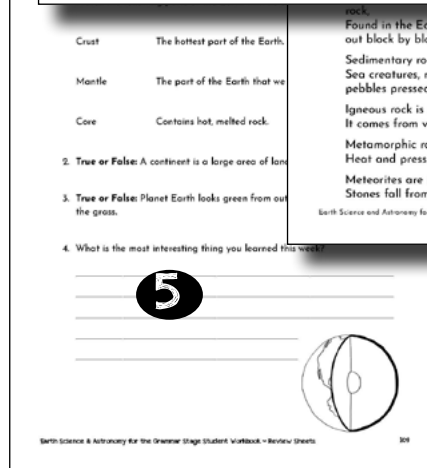 rock,
Found in the Ea
out block by blo
Sedimentary ro
Sea creatures, r
pebbles pressed
Igneous rock is
It comes from v
Metamorphic ro
Heat and press
Meteorites are
Stones fall from
Earth Science and Astronomy fo
Crust The hottest part of the Earth.
Mantle The part of the Earth that we
Core Contains hot, melted rock.
2. True or False: A continent is a large area of lan
3. True or False: Planet Earth looks green from out
the grass.
4. What is the most interesting thing you learned this week?
5
Earth Science & Astronomy for the Grammar Stage Student Workbook ~ Review Sheets